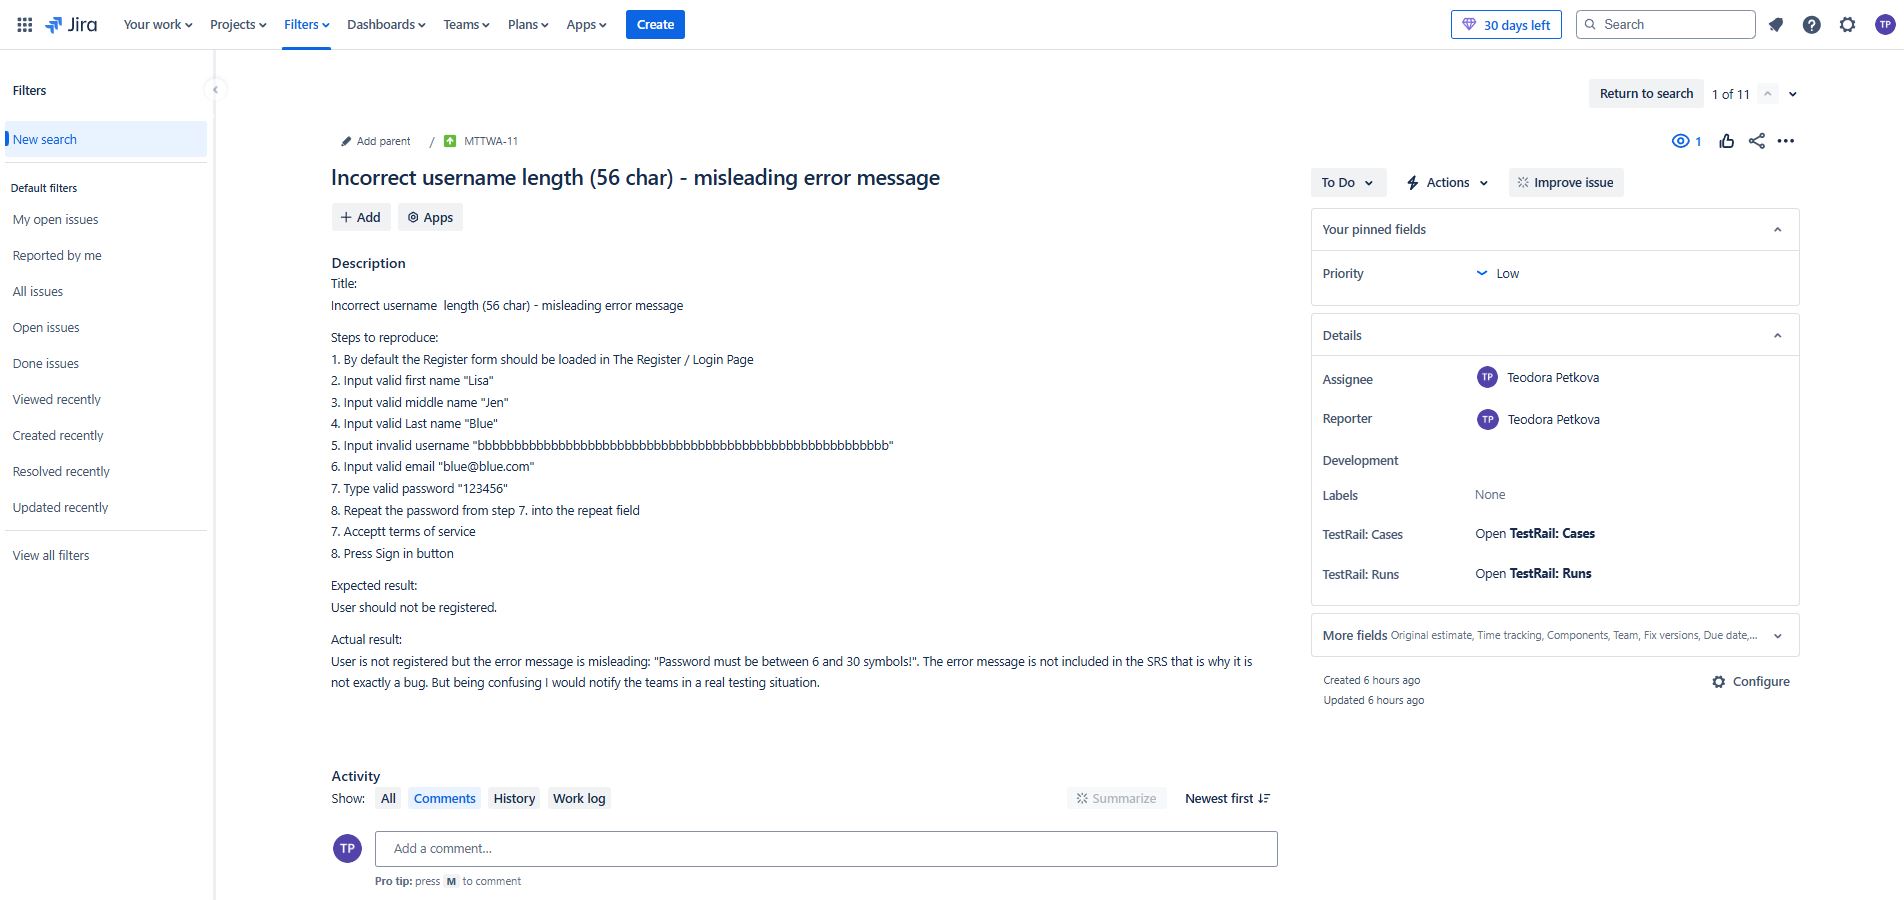 Jira Your work Projects Filters Dashboards Teams Plans Apps Create 30 days left Search TP
Filters
New search
Default filters
My open issues
Reported by me
All issues
Open issues
Done issues
Viewed recently
Created recently
Resolved recently
Updated recently
View all filters
Return to search 1 of 11
Add parent / MTTWA-11
1
Incorrect username length (56 char) - misleading error message
Add Apps
Description
Title:
Incorrect username length (56 char) - misleading error message
Steps to reproduce:
1. By default the Register form should be loaded in The Register / Login Page
2. Input valid first name "Lisa"
3. Input valid middle name "Jen"
4. Input valid Last name "Blue"
5. Input invalid username "bbbbbbbbbbbbbbbbbbbbbbbbbbbbbbbbbbbbbbbbbbbbbbbbbbbbbbbb"
6. Input valid email "blue@blue.com"
7. Type valid password "123456"
8. Repeat the password from step 7. into the repeat field
7. Acceptt terms of service
8. Press Sign in button
Expected result:
User should not be registered.
Actual result:
User is not registered but the error message is misleading: "Password must be between 6 and 30 symbols!". The error message is not included in the SRS that is why it is
not exactly a bug. But being confusing I would notify the teams in a real testing situation.
Activity
Show: All Comments History Work log Summarize Newest first
TP Add a comment...
Pro tip: press M to comment
To Do Actions Improve issue
Your pinned fields
Priority Low
Details
Assignee TP Teodora Petkova
Reporter TP Teodora Petkova
Development
Labels None
TestRail: Cases Open TestRail: Cases
TestRail: Runs Open TestRail: Runs
More fields Original estimate, Time tracking, Components, Team, Fix versions, Due date,...
Created 6 hours ago
Configure
Updated 6 hours ago